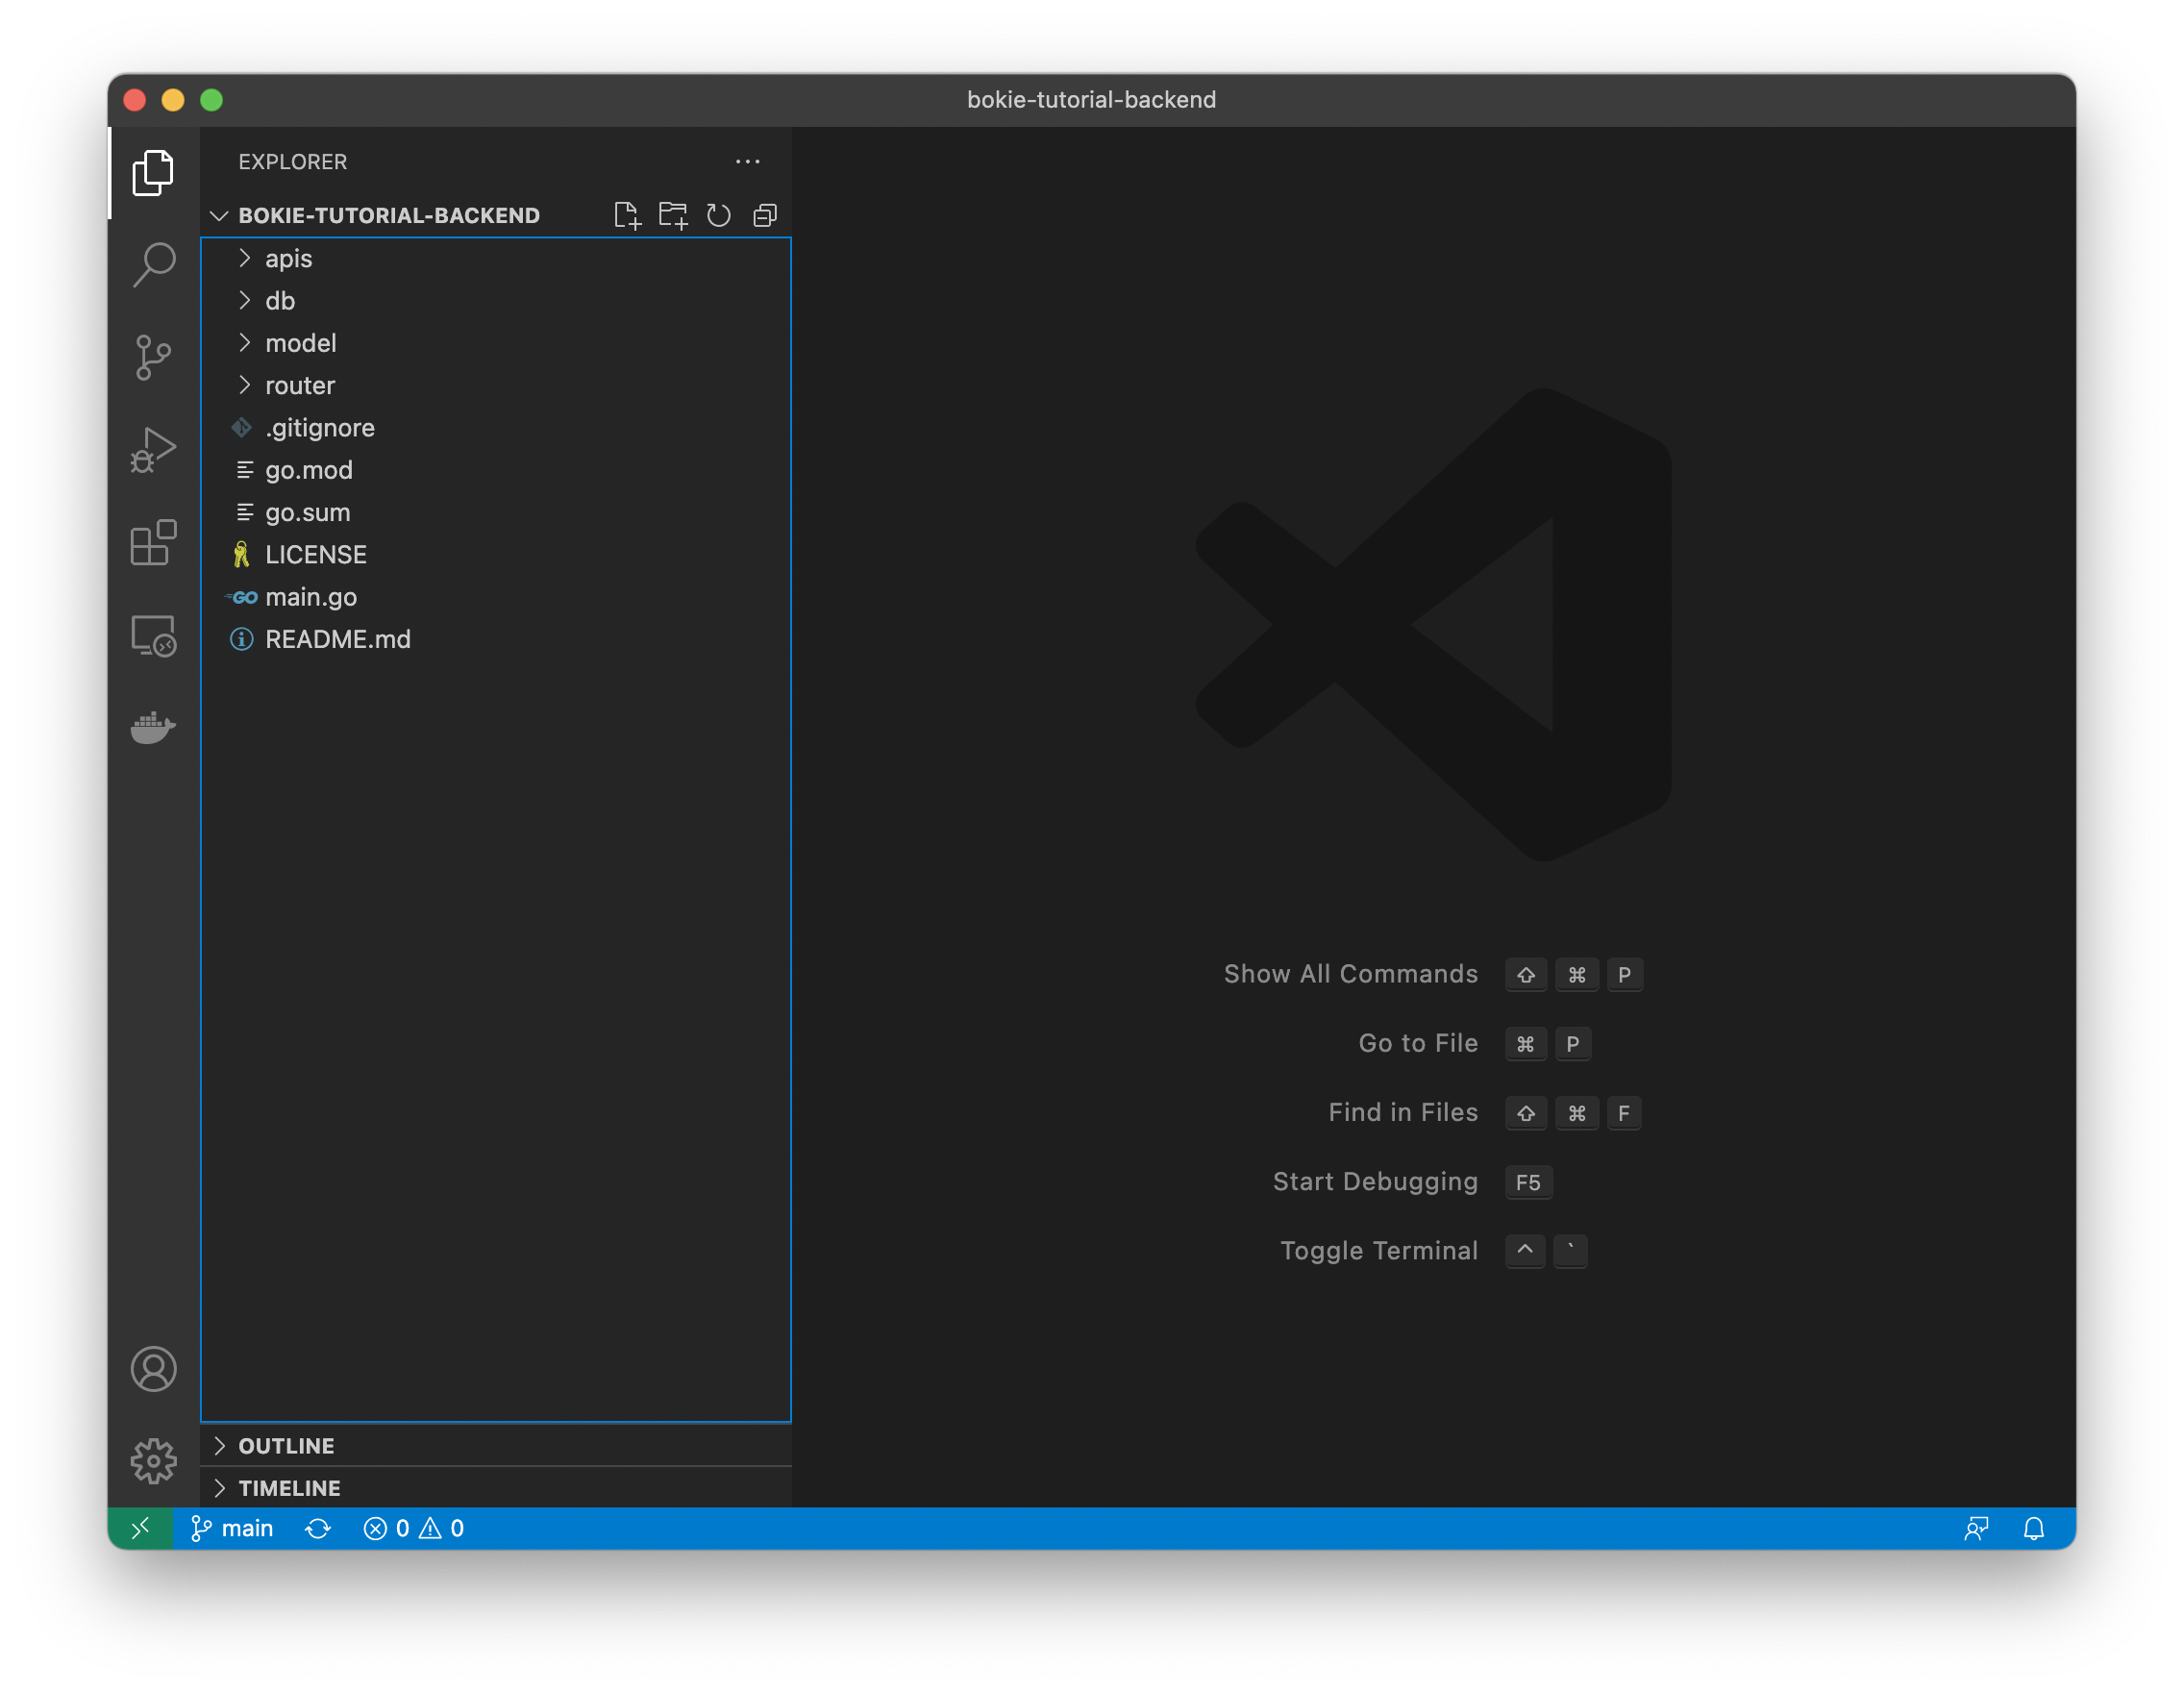 bokie-tutorial-backend
EXPLORER
BOKIE-TUTORIAL-BACKEND
apis
db
model
router
.gitignore
go.mod
go.sum
LICENSE
GO main.go
README.md
OUTLINE
TIMELINE
Show All Commands ⇧ ⌘ P
Go to File ⌘ P
Find in Files ⇧ ⌘ F
Start Debugging F5
Toggle Terminal ^ `
main 0 0